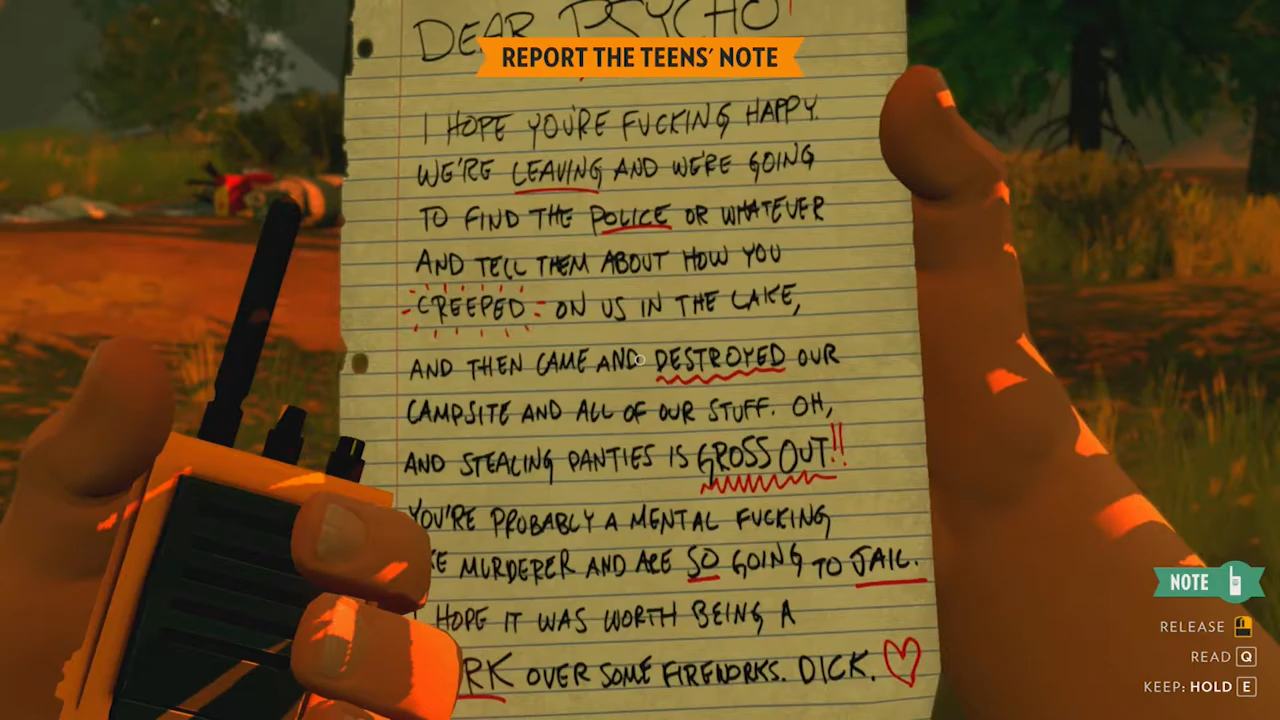 DEAR PSYCHO
REPORT THE TEENS' NOTE
I HOPE YOU'RE FUCKING HAPPY.
WE'RE LEAVING AND WE'RE GOING
TO FIND THE POLICE OR WHATEVER
AND TELL THEM ABOUT HOW YOU
CREEPED ON US IN THE LAKE,
AND THEN CAME AND DESTROYED OUR
CAMPSITE AND ALL OF OUR STUFF. OH,
AND STEALING PANTIES IS GROSS OUT!!
YOU'RE PROBABLY A MENTAL FUCKING
MURDERER AND ARE SO GOING TO JAIL.
HOPE IT WAS WORTH BEING A
OVER SOME FIREWORKS. DICK.
NOTE
RELEASE
READ Q
KEEP: HOLD E